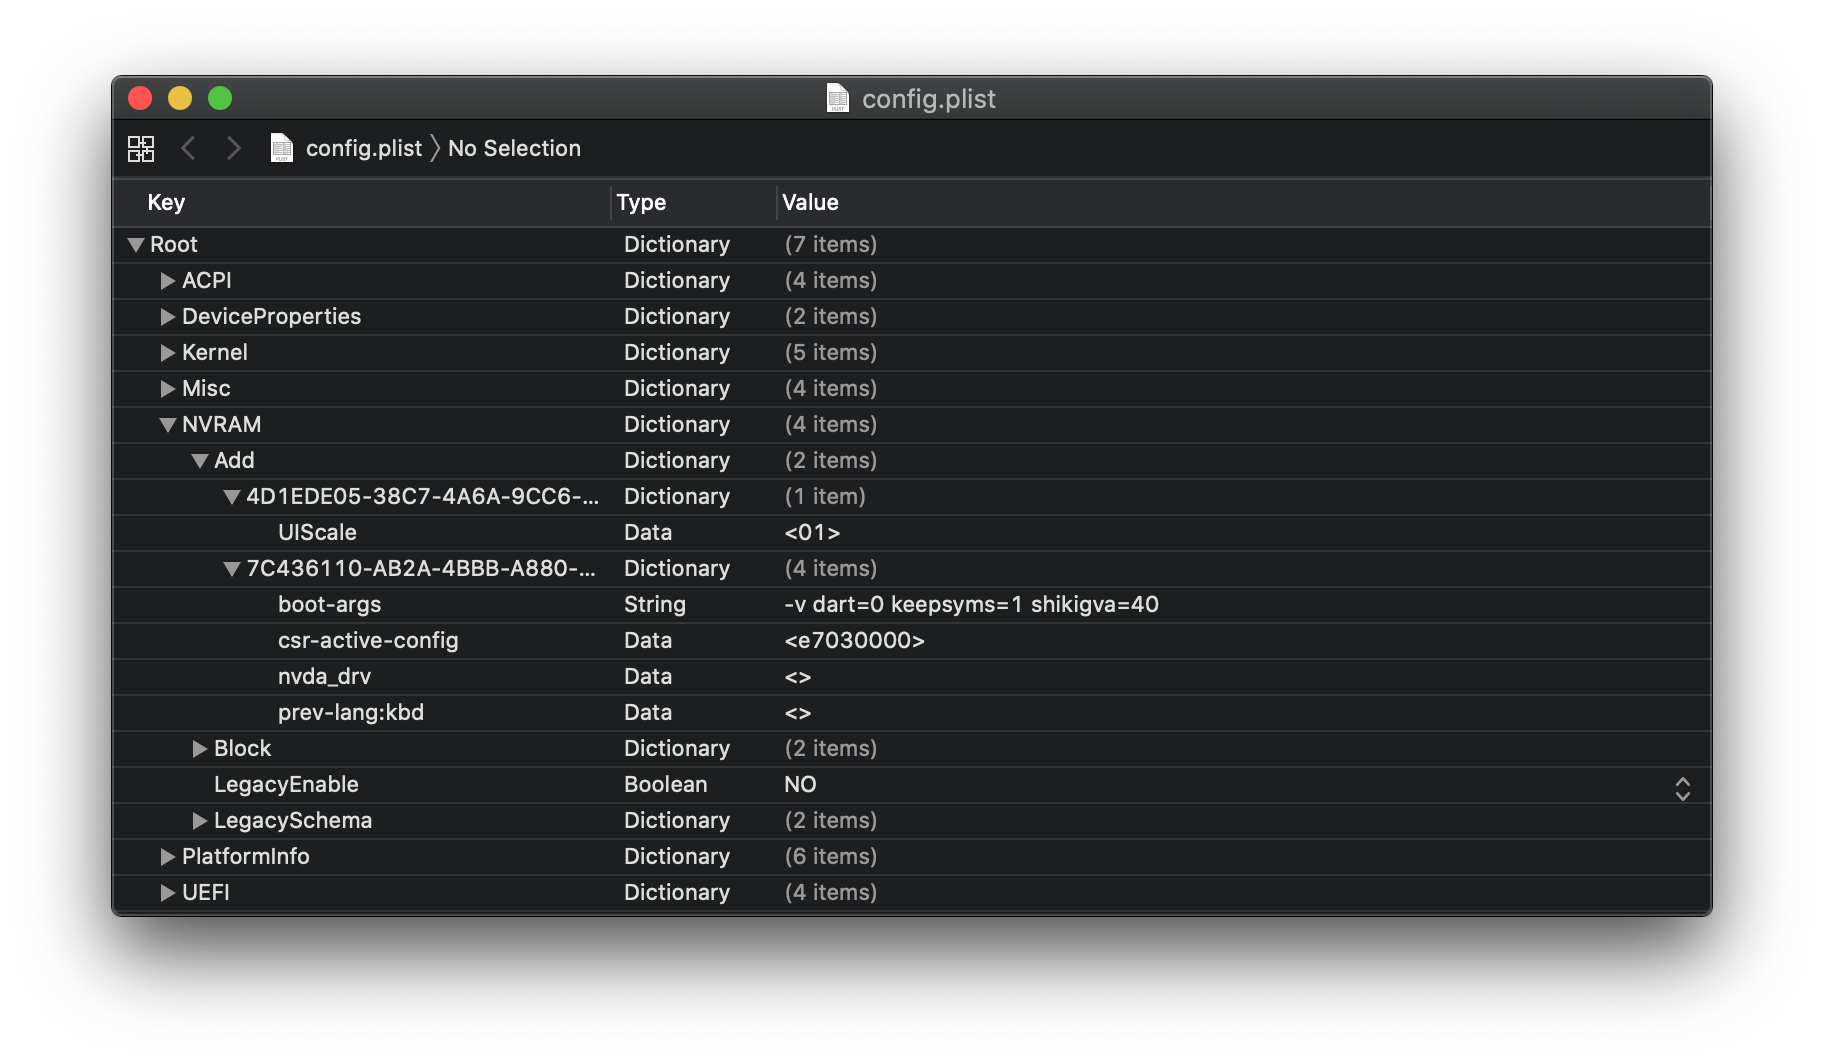 config.plist
config.plist 〉 No Selection
Key Type Value
Root Dictionary (7 items)
ACPI Dictionary (4 items)
DeviceProperties Dictionary (2 items)
Kernel Dictionary (5 items)
Misc Dictionary (4 items)
NVRAM Dictionary (4 items)
Add Dictionary (2 items)
4D1EDE05-38C7-4A6A-9CC6-... Dictionary (1 item)
UIScale Data <01>
7C436110-AB2A-4BBB-A880-... Dictionary (4 items)
boot-args String -v dart=0 keepsyms=1 shikigva=40
csr-active-config Data <e7030000>
nvda_drv Data <>
prev-lang:kbd Data <>
Block Dictionary (2 items)
LegacyEnable Boolean NO
LegacySchema Dictionary (2 items)
PlatformInfo Dictionary (6 items)
UEFI Dictionary (4 items)